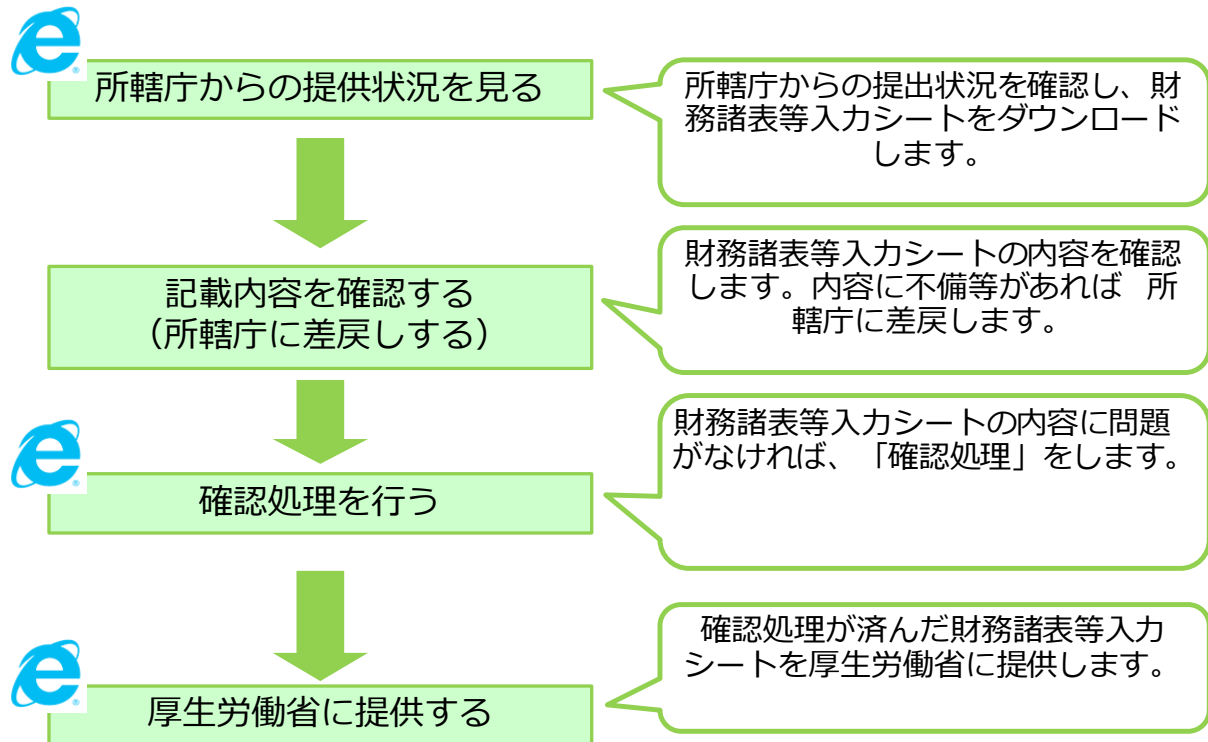 所轄庁からの提供状況を見る
所轄庁からの提出状況を確認し、財
務諸表等入力シートをダウンロード
します。
記載内容を確認する
（所轄庁に差戻しする）
財務諸表等入力シートの内容を確認
します。内容に不備等があれば　所
轄庁に差戻します。
確認処理を行う
財務諸表等入力シートの内容に問題
がなければ、「確認処理」をします。
厚生労働省に提供する
確認処理が済んだ財務諸表等入力
シートを厚生労働省に提供します。